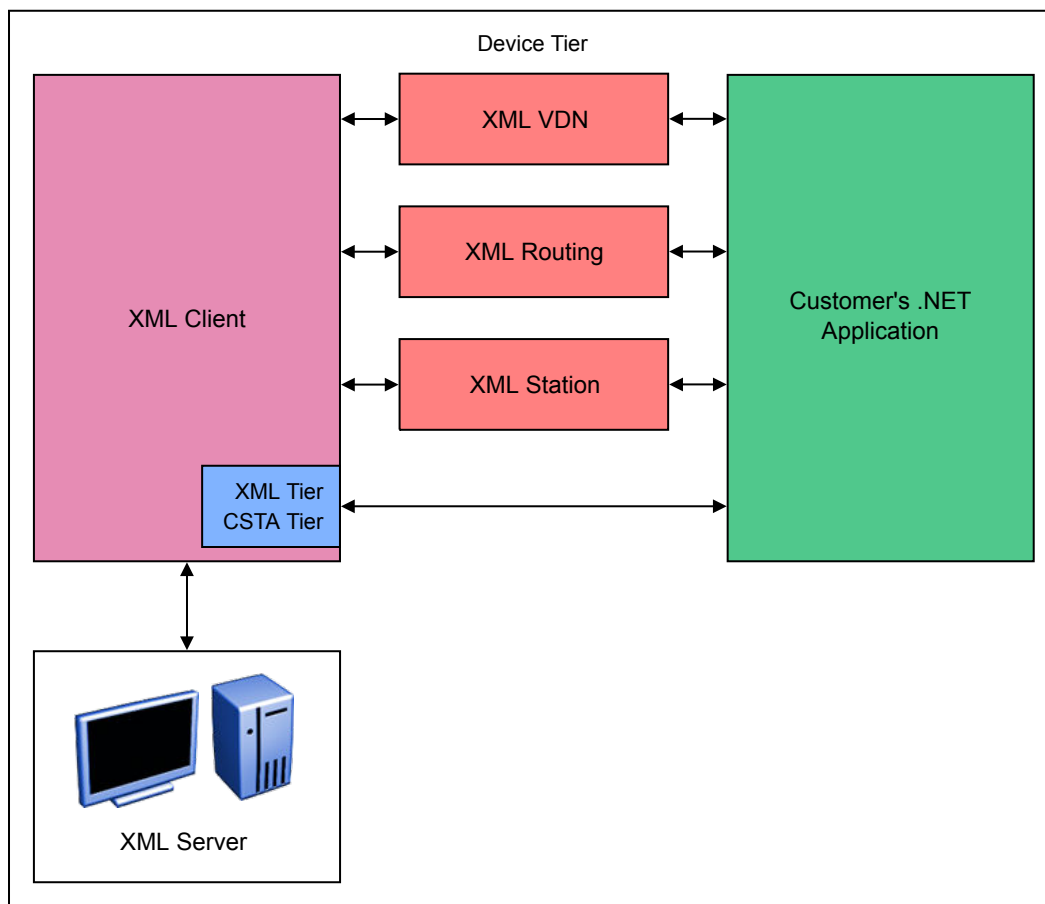 Device Tier
XML VDN
XML Routing
XML Client
Customer's .NET
Application
XML Station
XML Tier
CSTA Tier
XML Server